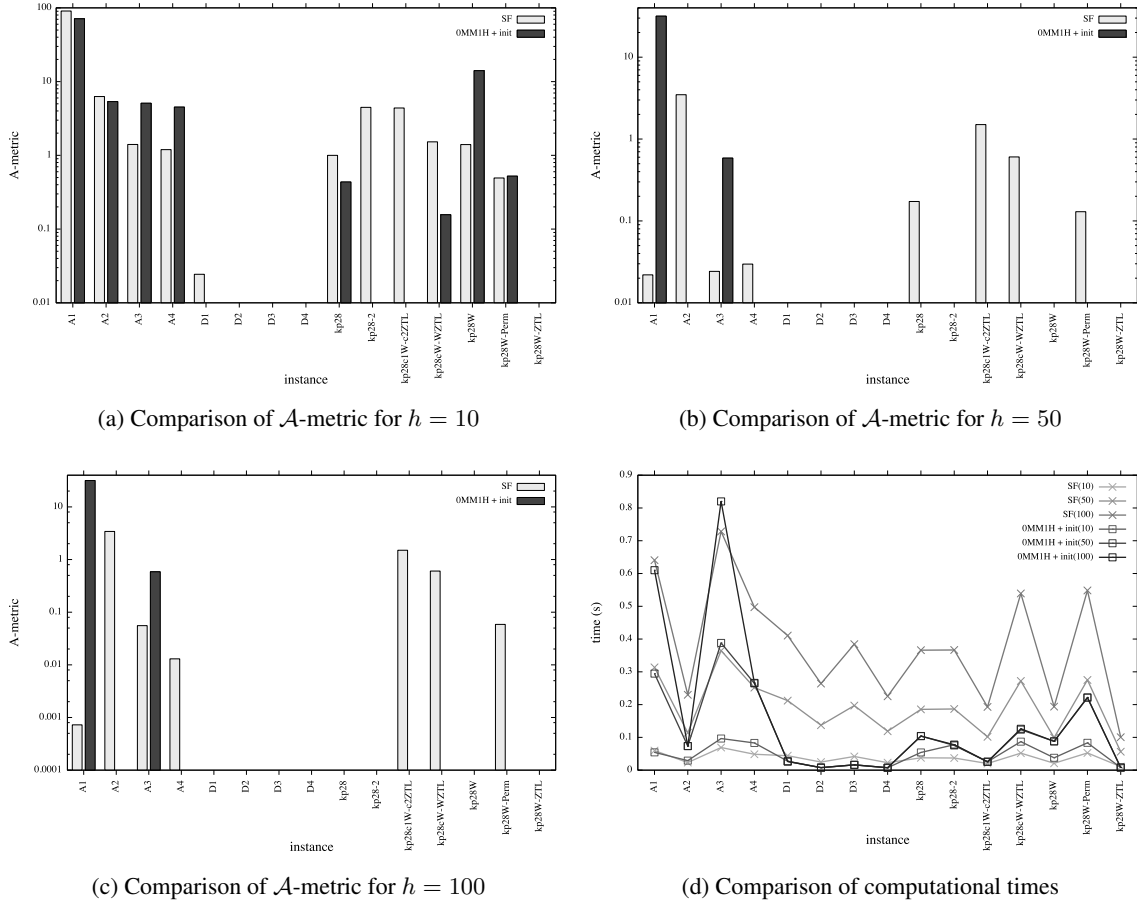 100
10
1
0.1
0.01
A-metric
SF
0MM1H + init
A1
A2
A3
A4
D1
D2
D3
D4
kp28
kp28-2
kp28c1W-c2ZTL
kp28cW-WZTL
kp28W
kp28W-Perm
kp28W-ZTL
instance
(a) Comparison of 𝒜-metric for h = 10
10
1
0.1
0.01
A-metric
SF
0MM1H + init
A1
A2
A3
A4
D1
D2
D3
D4
kp28
kp28-2
kp28c1W-c2ZTL
kp28cW-WZTL
kp28W
kp28W-Perm
kp28W-ZTL
instance
(b) Comparison of 𝒜-metric for h = 50
10
1
0.1
0.01
0.001
0.0001
A-metric
SF
0MM1H + init
A1
A2
A3
A4
D1
D2
D3
D4
kp28
kp28-2
kp28c1W-c2ZTL
kp28cW-WZTL
kp28W
kp28W-Perm
kp28W-ZTL
instance
(c) Comparison of 𝒜-metric for h = 100
0.9
0.8
0.7
0.6
0.5
0.4
0.3
0.2
0.1
0
time (s)
SF(10)
SF(50)
SF(100)
0MM1H + init(10)
0MM1H + init(50)
0MM1H + init(100)
A1
A2
A3
A4
D1
D2
D3
D4
kp28
kp28-2
kp28c1W-c2ZTL
kp28cW-WZTL
kp28W
kp28W-Perm
kp28W-ZTL
instance
(d) Comparison of computational times